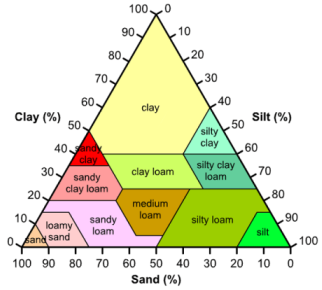 100 0
90 10
80 20
70 30
60 40
50 50
40 60
30 70
20 80
10 90
0 100
Clay (%)
Silt (%)
clay
silty
clay
sandy
clay
clay loam
silty clay
loam
sandy
clay loam
medium
loam
silty loam
sandy
loam
loamy
sand
sand
silt
100 90 80 70 60 50 40 30 20 10 0
Sand (%)